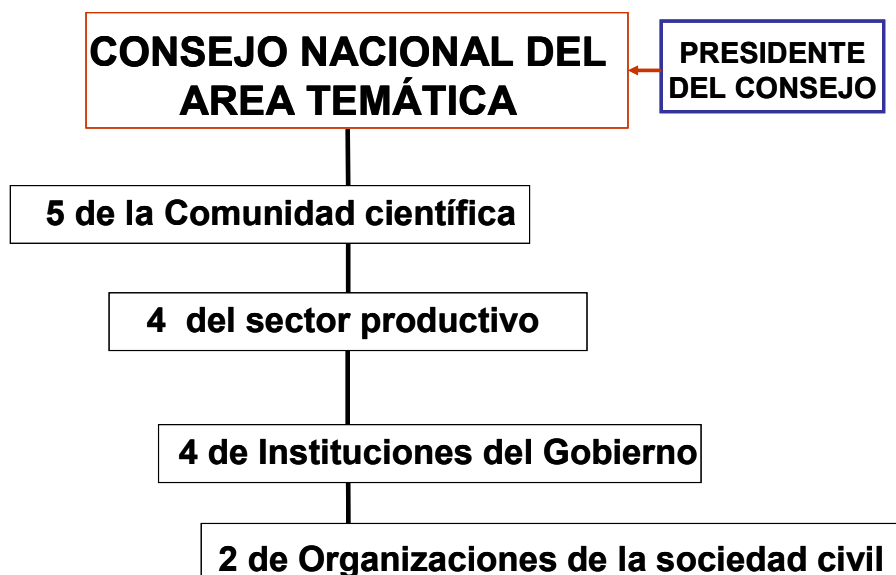 CONSEJO NACIONAL DEL
AREA TEMÁTICA
PRESIDENTE
DEL CONSEJO
5 de la Comunidad científica
4 del sector productivo
4 de Instituciones del Gobierno
2 de Organizaciones de la sociedad civil